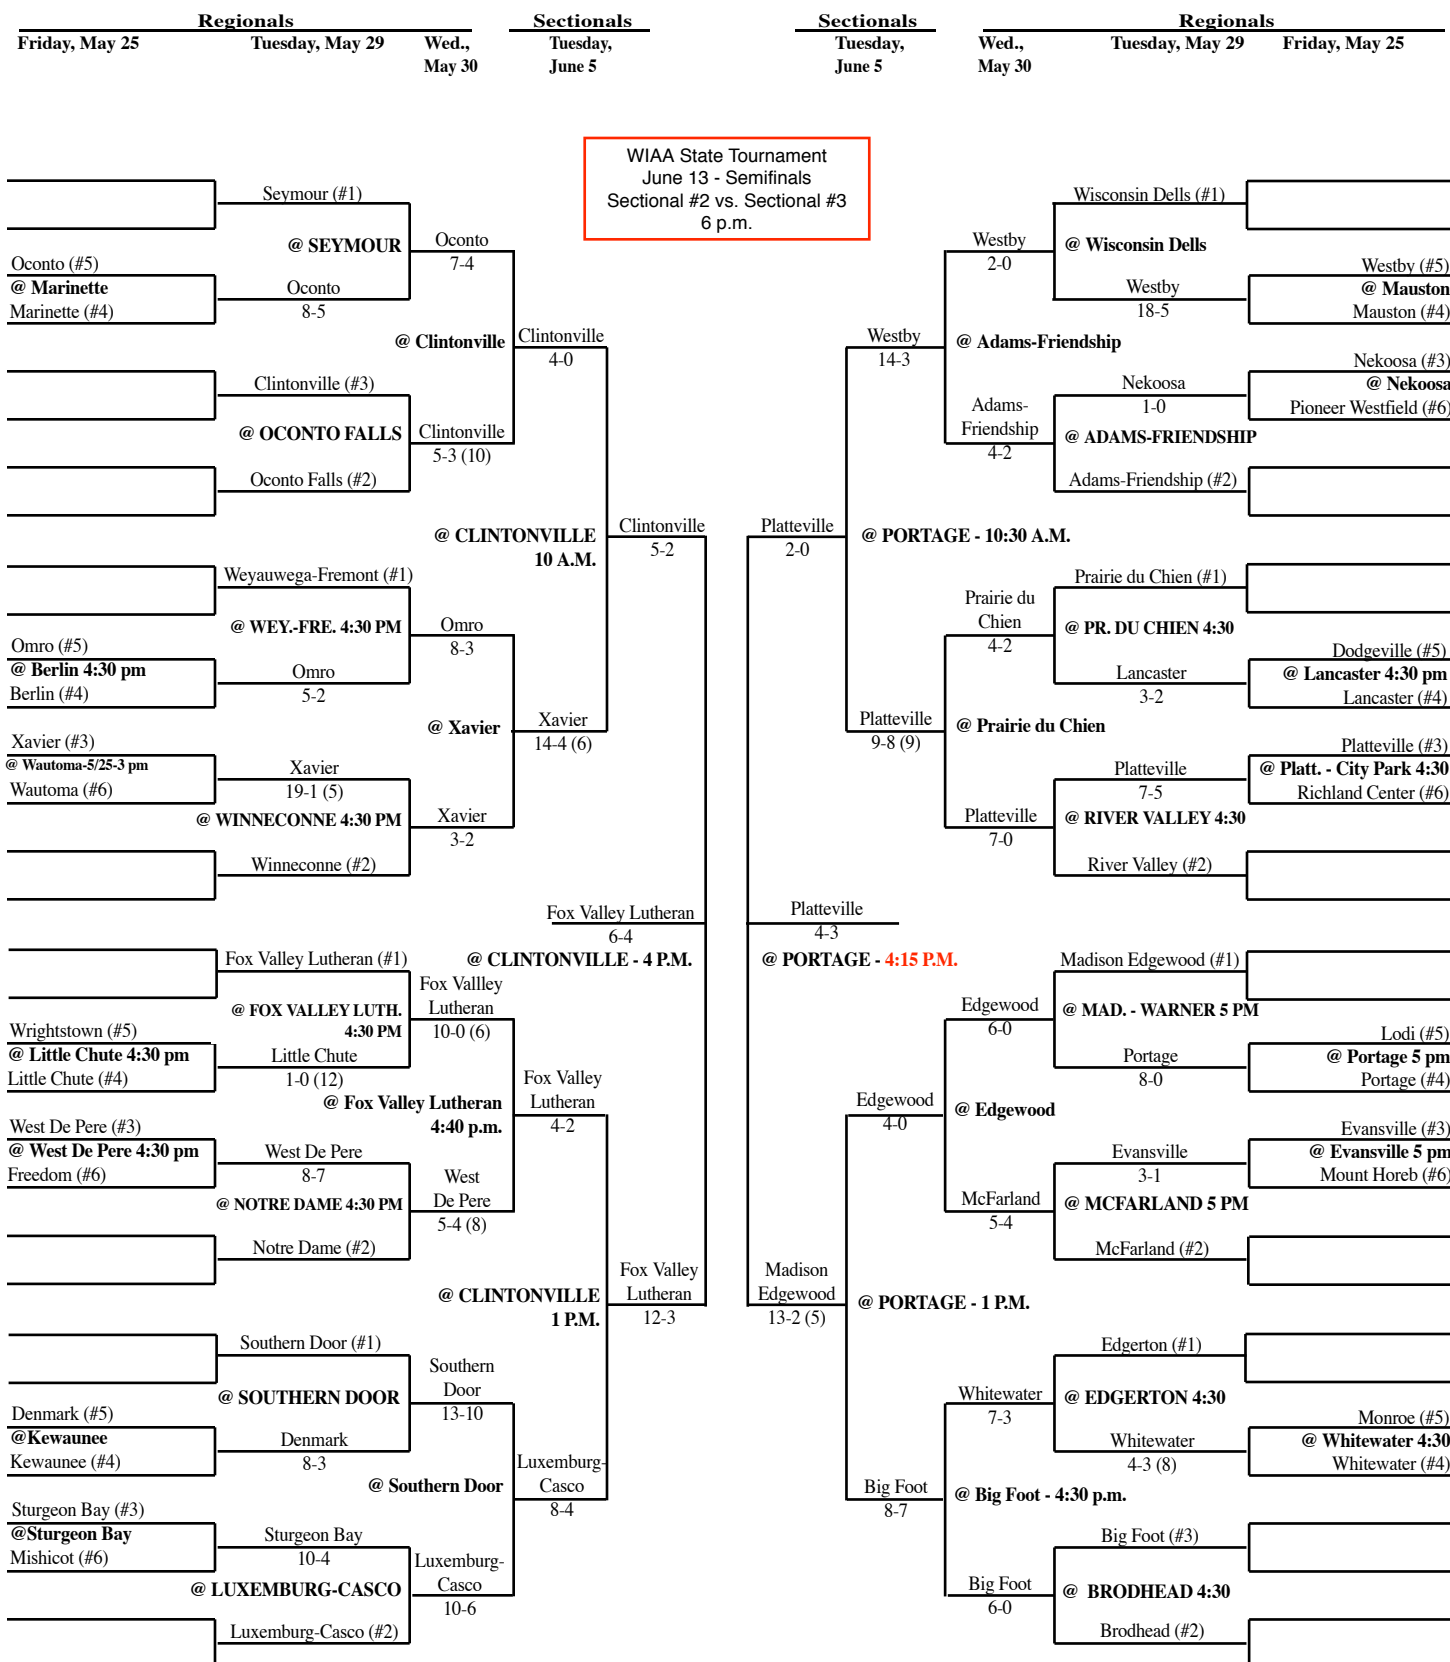 Regionals
Sectionals
Sectionals
Regionals
Friday, May 25
Tuesday, May 29
Wed.,
May 30
Tuesday,
June 5
Tuesday,
June 5
Wed.,
May 30
Tuesday, May 29
Friday, May 25
WIAA State Tournament
June 13 - Semifinals
Sectional #2 vs. Sectional #3
6 p.m.
Seymour (#1)
@ SEYMOUR
Oconto
7-4
Oconto (#5)
@ Marinette
Marinette (#4)
Oconto
8-5
@ Clintonville
Clintonville
4-0
Clintonville (#3)
@ OCONTO FALLS
Clintonville
5-3 (10)
Oconto Falls (#2)
@ CLINTONVILLE
10 A.M.
Clintonville
5-2
Weyauwega-Fremont (#1)
@ WEY.-FRE. 4:30 PM
Omro
8-3
Omro (#5)
@ Berlin 4:30 pm
Berlin (#4)
Omro
5-2
@ Xavier
Xavier
14-4 (6)
Xavier (#3)
@ Wautoma-5/25-3 pm
Wautoma (#6)
Xavier
19-1 (5)
@ WINNECONNE 4:30 PM
Xavier
3-2
Winneconne (#2)
Fox Valley Lutheran
6-4
@ CLINTONVILLE - 4 P.M.
Fox Valley Lutheran (#1)
@ FOX VALLEY LUTH.
4:30 PM
Fox Vallley
Lutheran
10-0 (6)
Wrightstown (#5)
@ Little Chute 4:30 pm
Little Chute (#4)
Little Chute
1-0 (12)
@ Fox Valley Lutheran
4:40 p.m.
Fox Valley
Lutheran
4-2
West De Pere (#3)
@ West De Pere 4:30 pm
Freedom (#6)
West De Pere
8-7
@ NOTRE DAME 4:30 PM
West
De Pere
5-4 (8)
Notre Dame (#2)
@ CLINTONVILLE
1 P.M.
Fox Valley
Lutheran
12-3
Southern Door (#1)
@ SOUTHERN DOOR
Southern
Door
13-10
Denmark (#5)
@Kewaunee
Kewaunee (#4)
Denmark
8-3
@ Southern Door
Luxemburg-
Casco
8-4
Sturgeon Bay (#3)
@Sturgeon Bay
Mishicot (#6)
Sturgeon Bay
10-4
@ LUXEMBURG-CASCO
Luxemburg-
Casco
10-6
Luxemburg-Casco (#2)
Wisconsin Dells (#1)
Westby
2-0
@ Wisconsin Dells
Westby (#5)
@ Mauston
Mauston (#4)
Westby
18-5
Westby
14-3
@ Adams-Friendship
Nekoosa (#3)
@ Nekoosa
Pioneer Westfield (#6)
Nekoosa
1-0
Adams-
Friendship
4-2
@ ADAMS-FRIENDSHIP
Adams-Friendship (#2)
Platteville
2-0
@ PORTAGE - 10:30 A.M.
Prairie du Chien (#1)
Prairie du
Chien
4-2
@ PR. DU CHIEN 4:30
Dodgeville (#5)
@ Lancaster 4:30 pm
Lancaster (#4)
Lancaster
3-2
Platteville
9-8 (9)
@ Prairie du Chien
Platteville (#3)
@ Platt. - City Park 4:30
Richland Center (#6)
Platteville
7-5
Platteville
7-0
@ RIVER VALLEY 4:30
River Valley (#2)
Platteville
4-3
@ PORTAGE - 4:15 P.M.
Madison Edgewood (#1)
Edgewood
6-0
@ MAD. - WARNER 5 PM
Lodi (#5)
@ Portage 5 pm
Portage (#4)
Portage
8-0
Edgewood
4-0
@ Edgewood
Evansville (#3)
@ Evansville 5 pm
Mount Horeb (#6)
Evansville
3-1
McFarland
5-4
@ MCFARLAND 5 PM
McFarland (#2)
Madison
Edgewood
13-2 (5)
@ PORTAGE - 1 P.M.
Edgerton (#1)
Whitewater
7-3
@ EDGERTON 4:30
Monroe (#5)
@ Whitewater 4:30
Whitewater (#4)
Whitewater
4-3 (8)
Big Foot
8-7
@ Big Foot - 4:30 p.m.
Big Foot (#3)
Big Foot
6-0
@ BRODHEAD 4:30
Brodhead (#2)